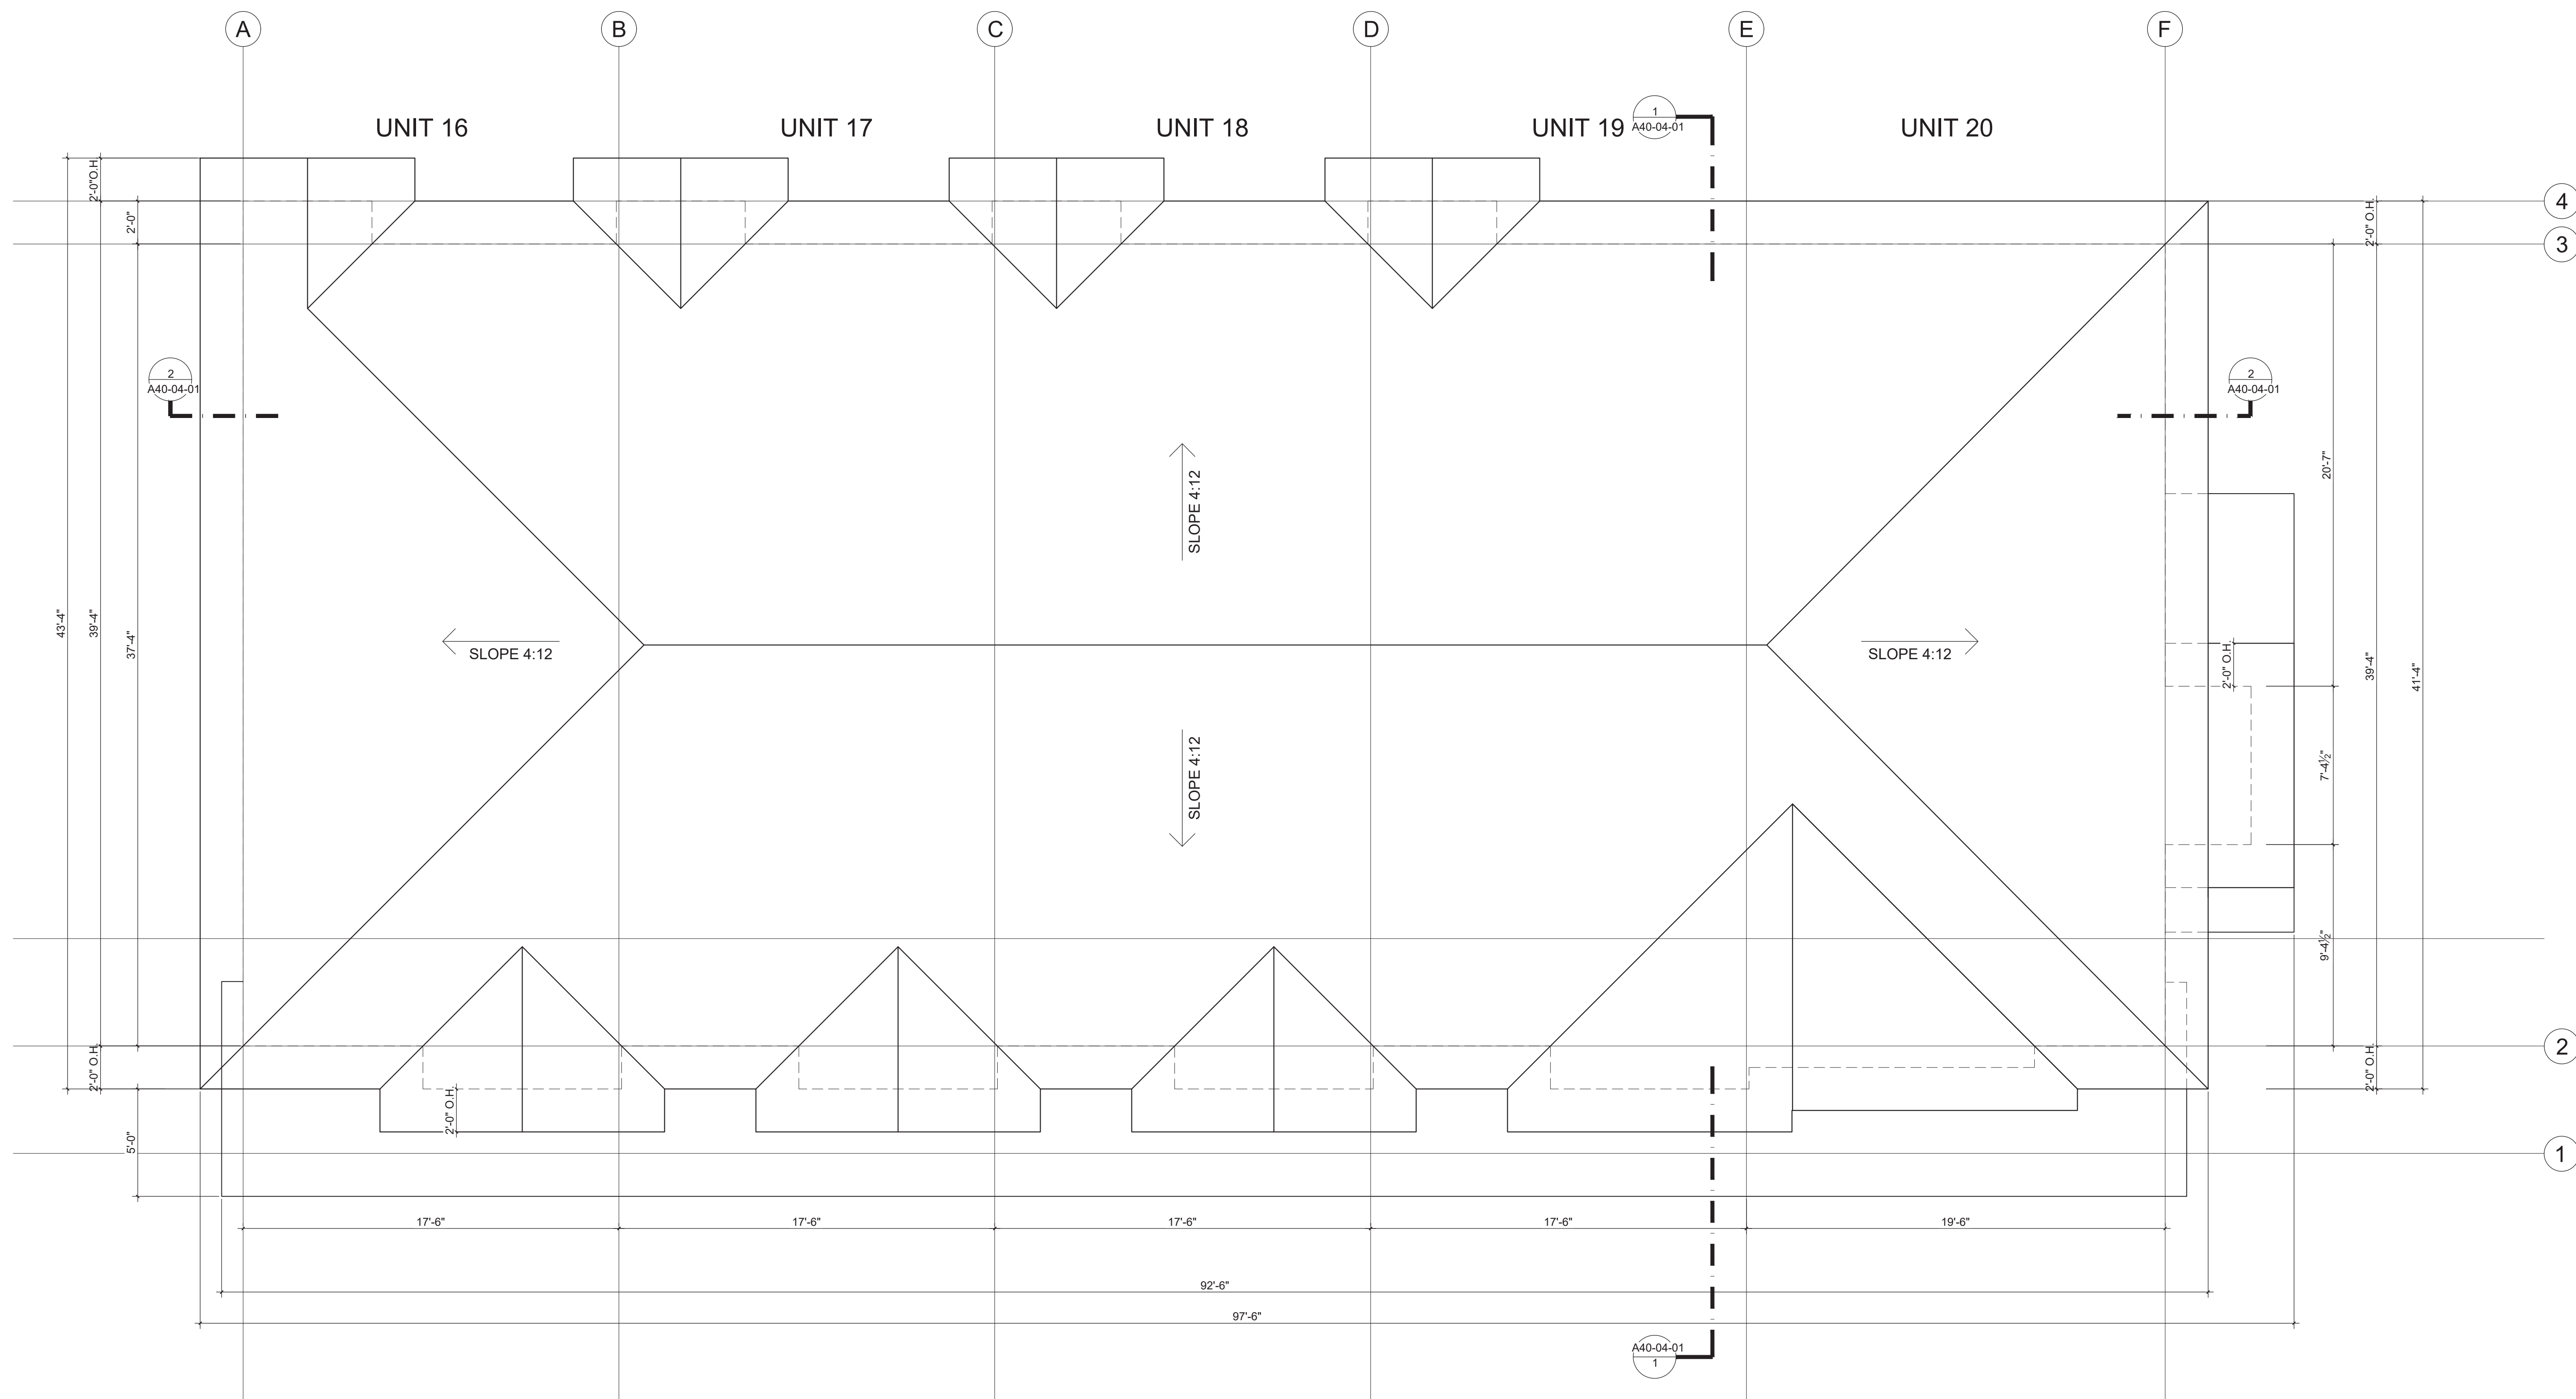 A
B
C
D
E
F
UNIT 16
UNIT 17
UNIT 18
UNIT 19
UNIT 20
1
A40-04-01
2'-0"O.H.
2'-0"
4
3
2'-0" O.H.
2
A40-04-01
2
A40-04-01
SLOPE 4:12
20'-7"
43'-4"
39'-4"
37'-4"
SLOPE 4:12
SLOPE 4:12
2'-0" O.H.
39'-4"
41'-4"
SLOPE 4:12
7'-4½"
9'-4½"
2'-0" O.H.
2'-0" O.H.
2'-0" O.H.
2
5'-0"
1
17'-6"
17'-6"
17'-6"
17'-6"
19'-6"
92'-6"
97'-6"
A40-04-01
1